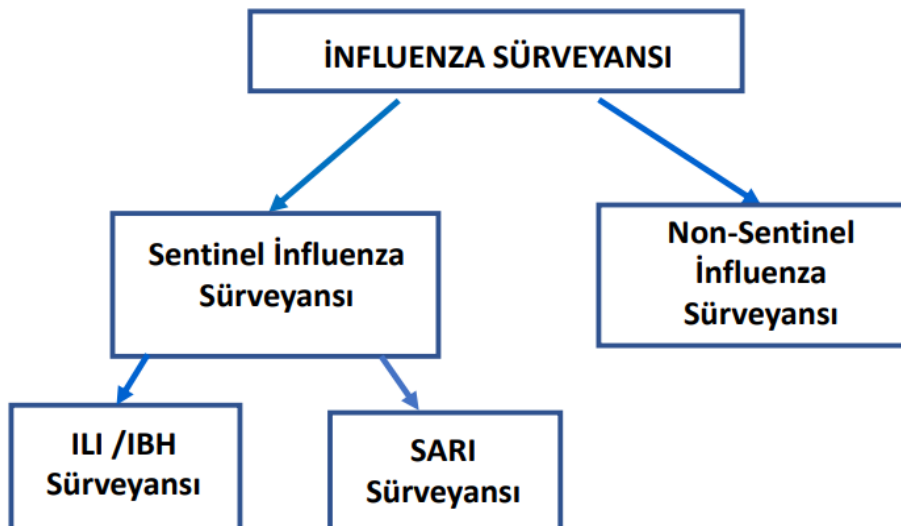 İNFLUENZA SÜRVEYANSI
Sentinel İnfluenza
Sürveyansı
Non-Sentinel
İnfluenza
Sürveyansı
ILI /IBH
Sürveyansı
SARI
Sürveyansı